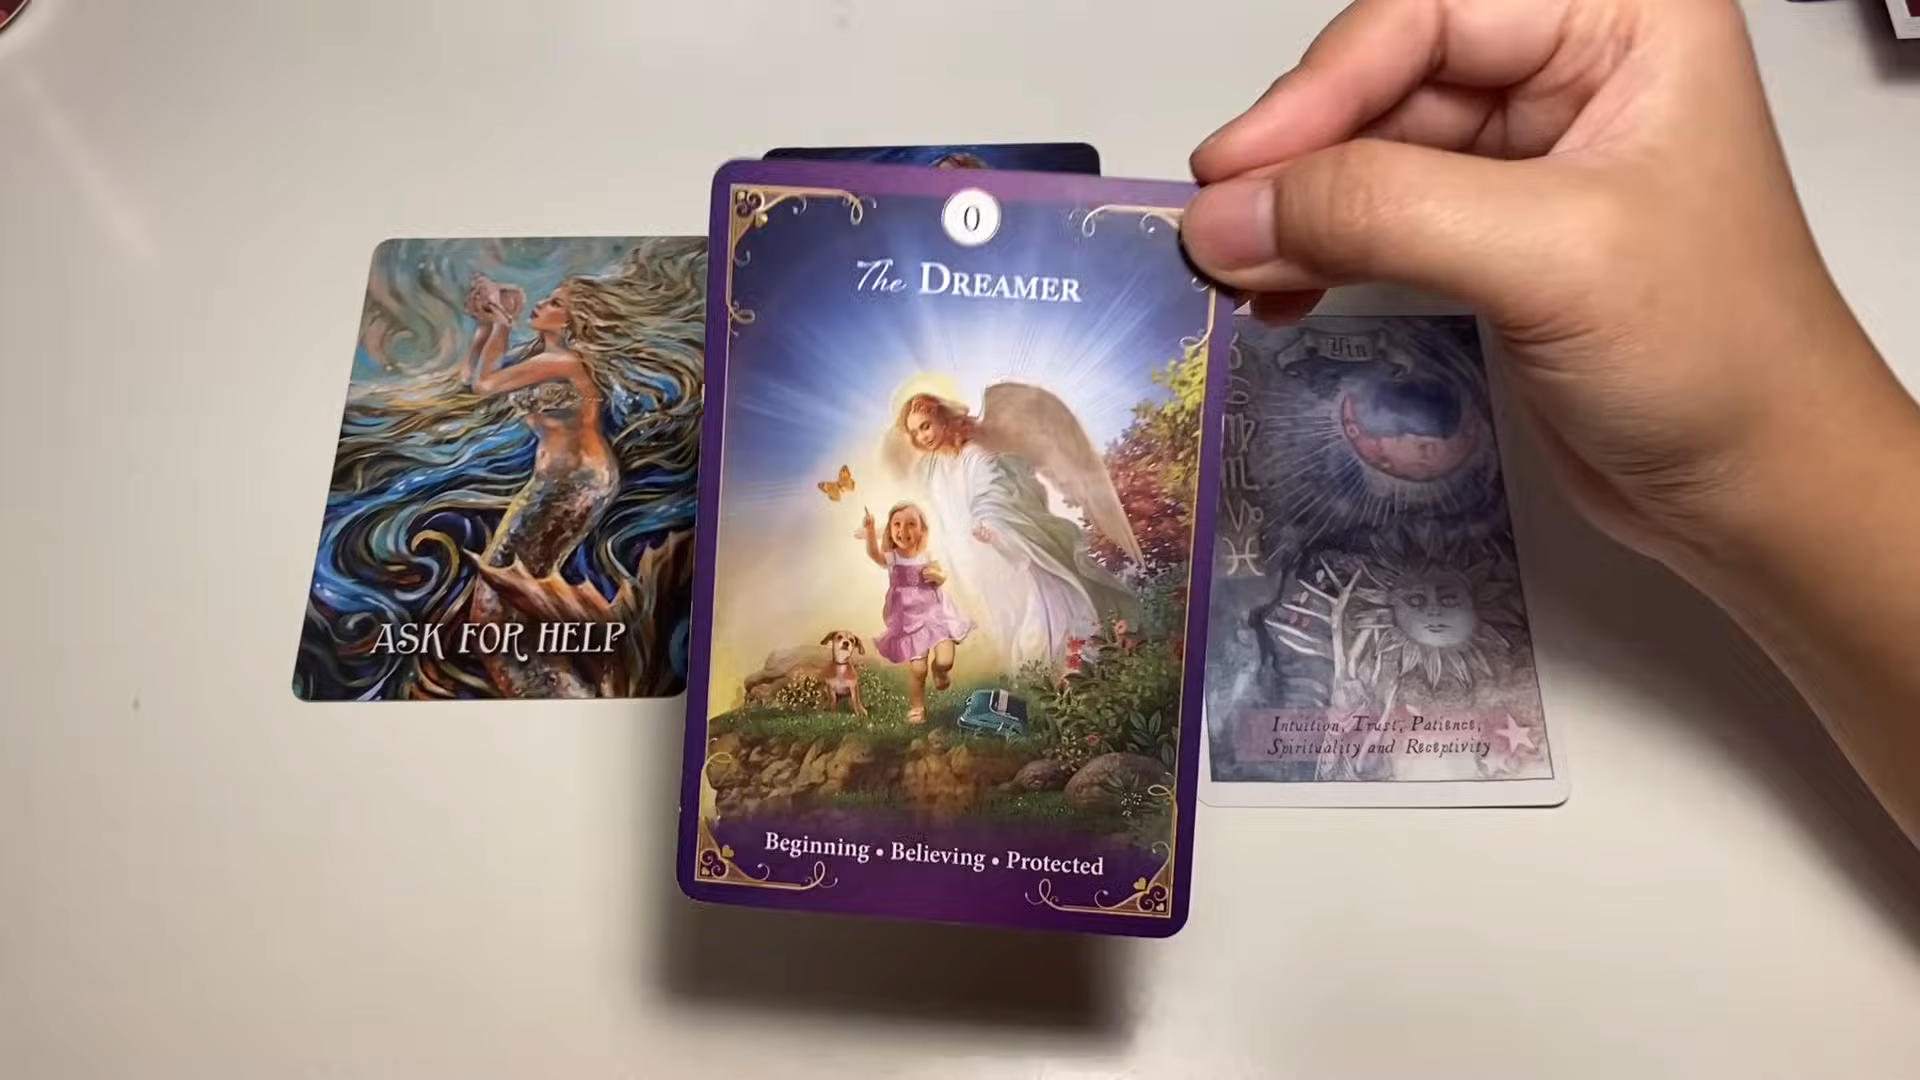 0
The DREAMER
Beginning • Believing • Protected
ASK FOR HELP
Yin
♉
♋
♍
♏
♑
♓
Intuition, Trust, Patience,
Spirituality and Receptivity